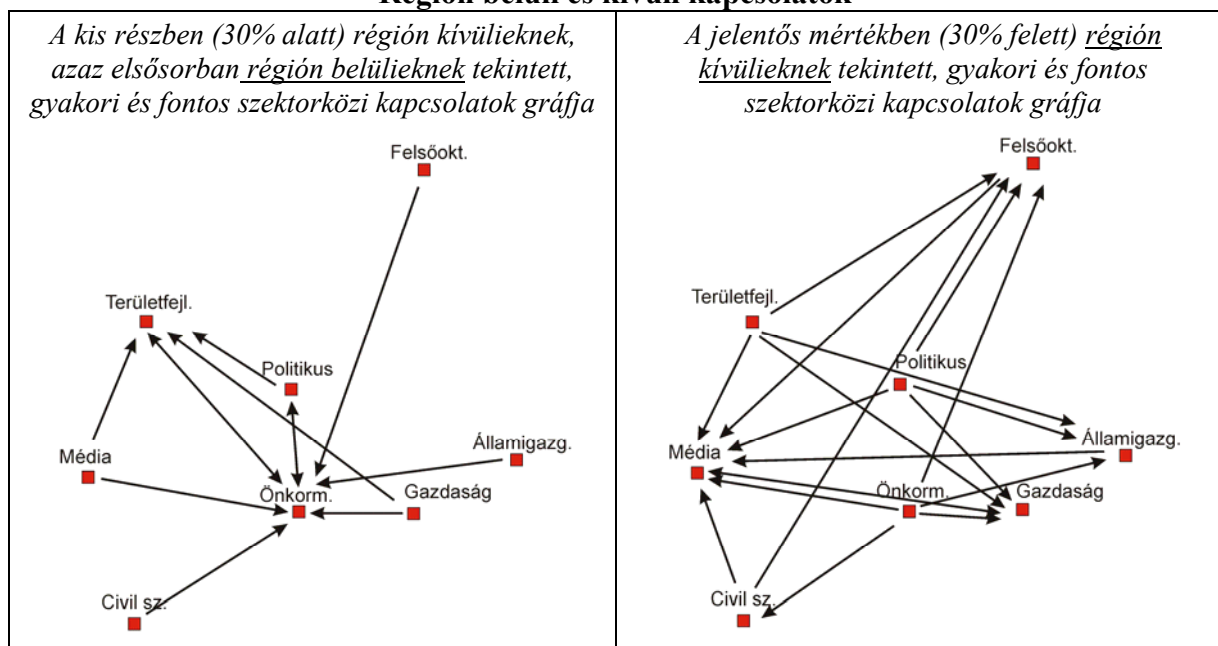 Région belüli és kívüli kapcsolatok
A kis részben (30% alatt) régión kívülieknek,
azaz elsősorban régión belülieknek tekintett,
gyakori és fontos szektorközi kapcsolatok gráfja
Felsőokt.
Területfejl.
Politikus
Média
Államigazg.
Önkorm.
Gazdaság
Civil sz.
A jelentős mértékben (30% felett) régión
kívülieknek tekintett, gyakori és fontos
szektorközi kapcsolatok gráfja
Felsőokt.
Területfejl.
Politikus
Média
Államigazg.
Önkorm.
Gazdaság
Civil sz.